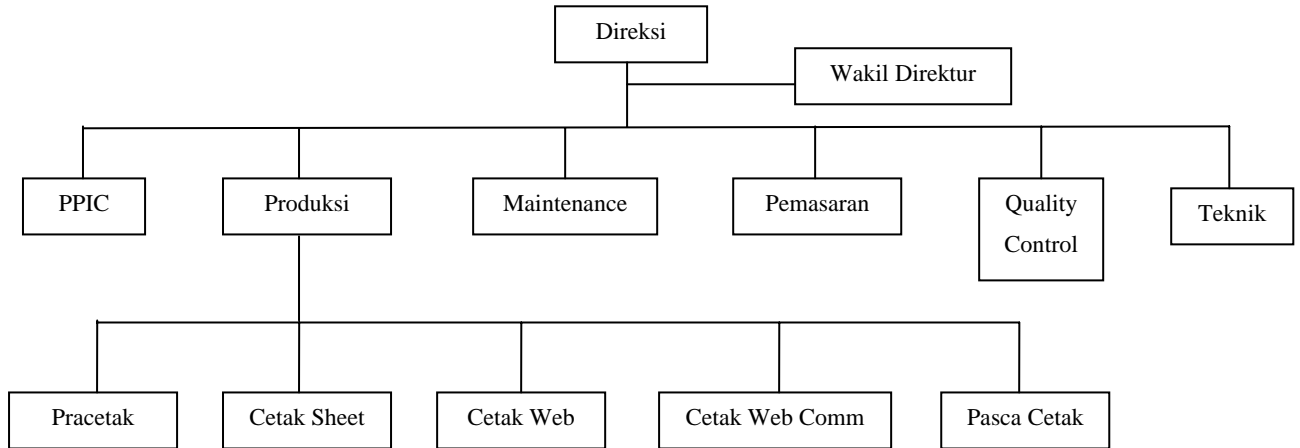 Direksi
Wakil Direktur
PPIC
Produksi
Maintenance
Pemasaran
Quality
Control
Teknik
Pracetak
Cetak Sheet
Cetak Web
Cetak Web Comm
Pasca Cetak